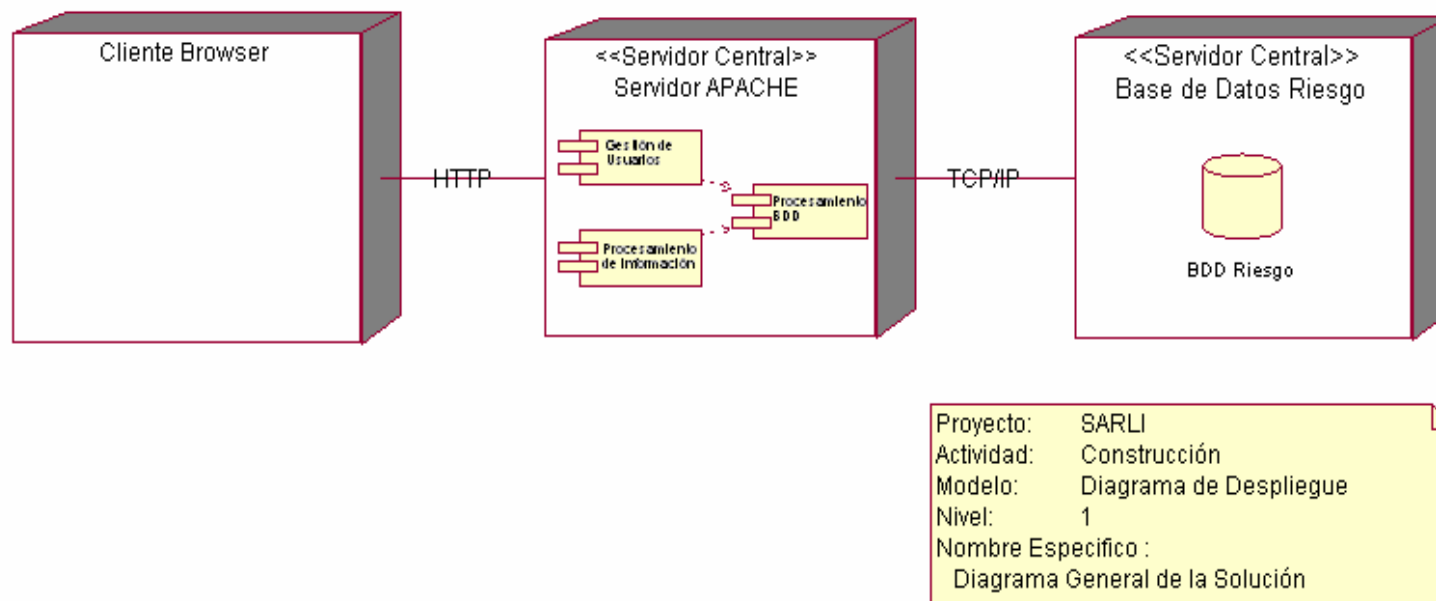 Cliente Browser
HTTP
<<Servidor Central>>
Servidor APACHE
Gestión de
Usuarios
Procesamiento
BDD
Procesamiento
de Información
TCP/IP
<<Servidor Central>>
Base de Datos Riesgo
BDD Riesgo
Proyecto: SARLI
Actividad: Construcción
Modelo: Diagrama de Despliegue
Nivel: 1
Nombre Especifico :
Diagrama General de la Solución